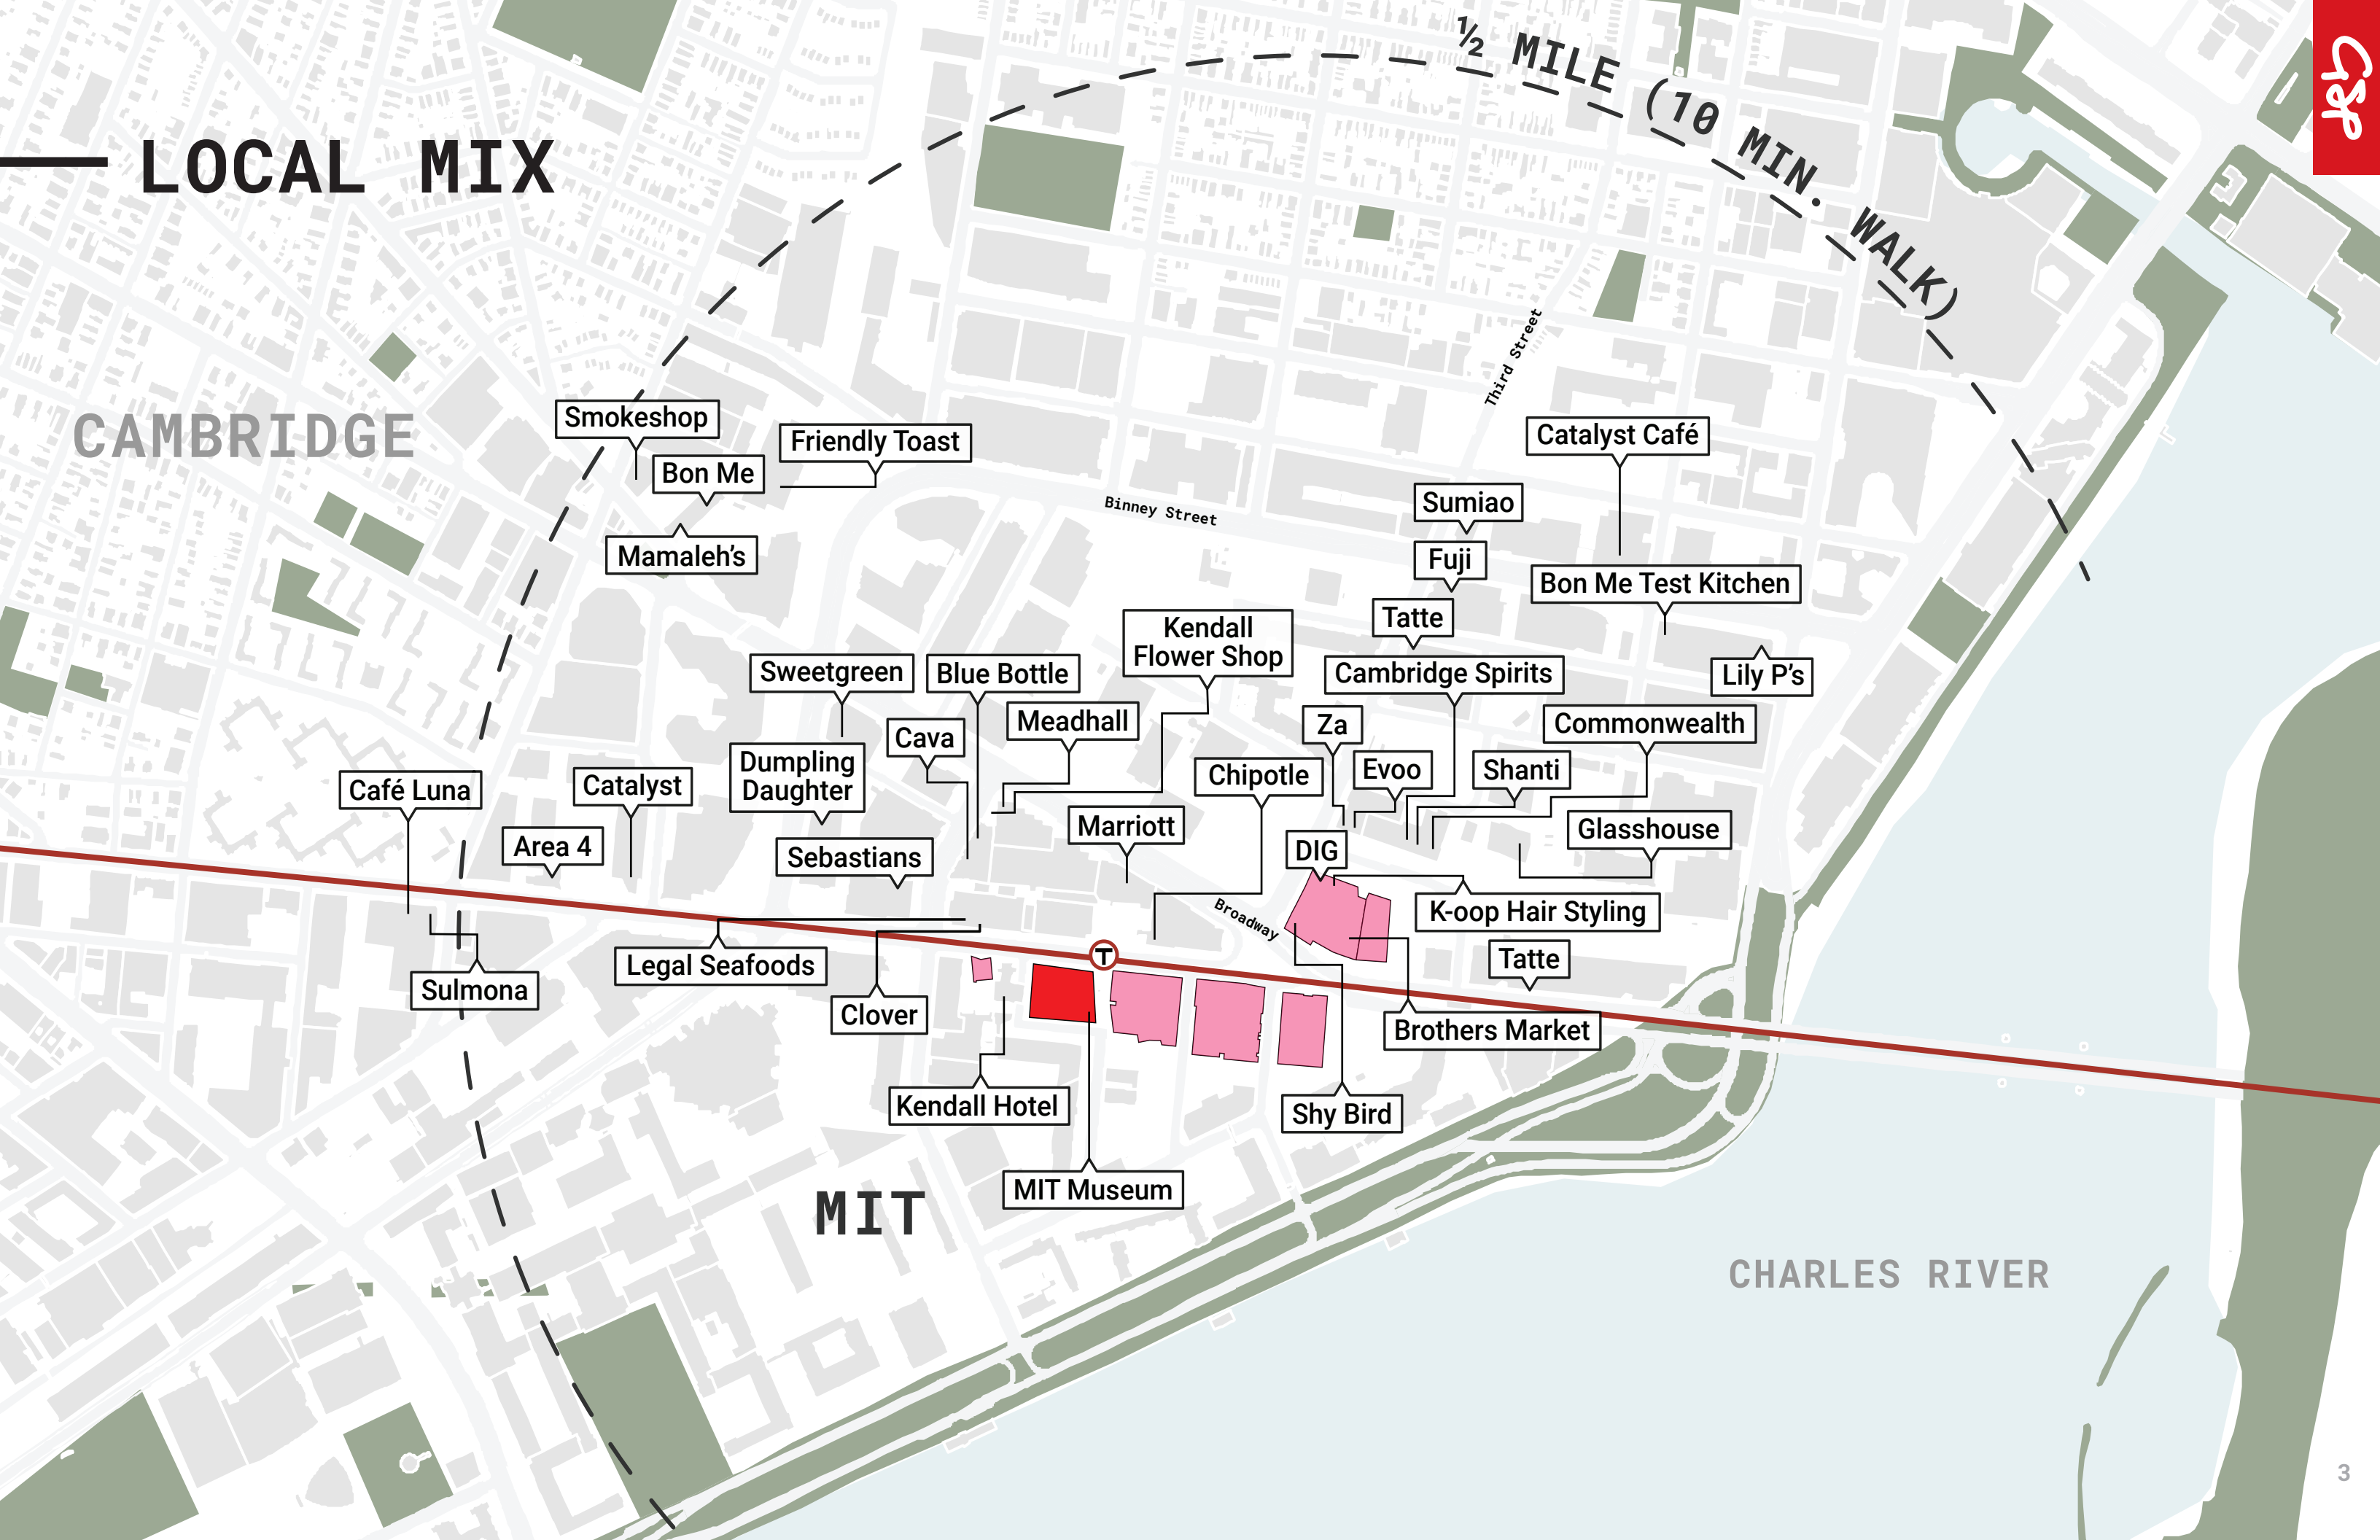 ½ MILE (10 MIN. WALK)
LOCAL MIX
CAMBRIDGE
Third Street
Smokeshop
Friendly Toast
Catalyst Café
Bon Me
Binney Street
Sumiao
Mamaleh's
Fuji
Bon Me Test Kitchen
Tatte
Kendall
Flower Shop
Sweetgreen
Blue Bottle
Cambridge Spirits
Lily P's
Meadhall
Za
Commonwealth
Cava
Dumpling
Daughter
Café Luna
Catalyst
Chipotle
Evoo
Shanti
Area 4
Sebastians
Marriott
DIG
Glasshouse
Broadway
K-oop Hair Styling
Legal Seafoods
T
Tatte
Sulmona
Clover
Brothers Market
Kendall Hotel
Shy Bird
MIT Museum
MIT
CHARLES RIVER
3